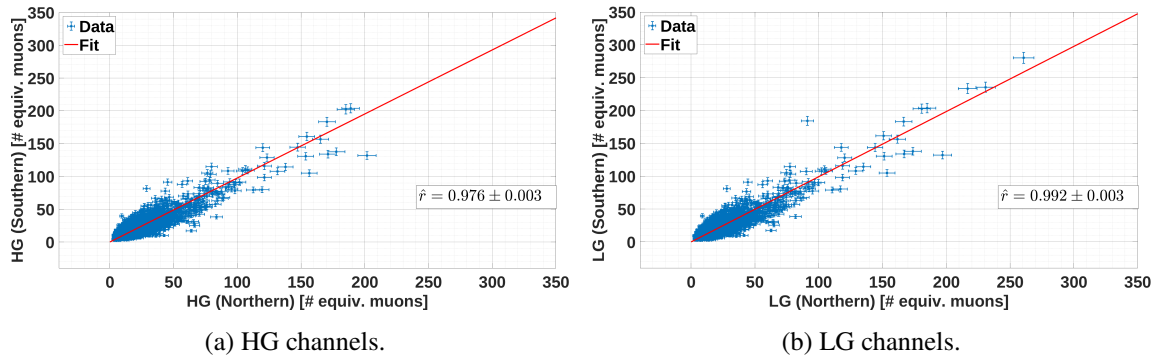 350
300
250
200
150
100
50
0
HG (Southern) [# equiv. muons]
Data
Fit
r̂ = 0.976 ± 0.003
0 50 100 150 200 250 300 350
HG (Northern) [# equiv. muons]
(a) HG channels.
350
300
250
200
150
100
50
0
LG (Southern) [# equiv. muons]
Data
Fit
r̂ = 0.992 ± 0.003
0 50 100 150 200 250 300 350
LG (Northern) [# equiv. muons]
(b) LG channels.